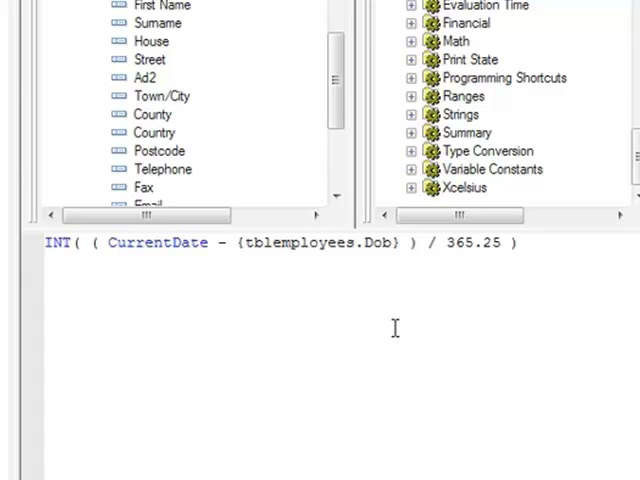 First Name
Surname
House
Street
Ad2
Town/City
County
Country
Postcode
Telephone
Fax
Email
Evaluation Time
Financial
Math
Print State
Programming Shortcuts
Ranges
Strings
Summary
Type Conversion
Variable Constants
Xcelsius
INT( ( CurrentDate - {tblemployees.Dob} ) / 365.25 )